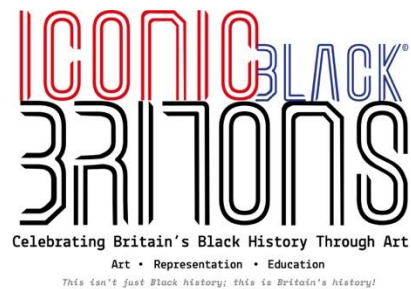 ICONIC
BLACK®
BRITONS
Celebrating Britain's Black History Through Art
Art • Representation • Education
This isn't just Black history; this is Britain's history!